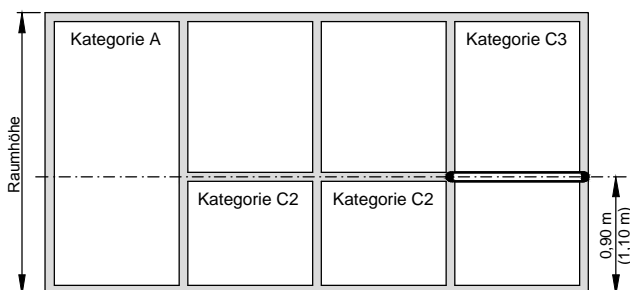 Kategorie A
Kategorie C3
Raumhöhe
Kategorie C2
Kategorie C2
0,90 m
(1,10 m)